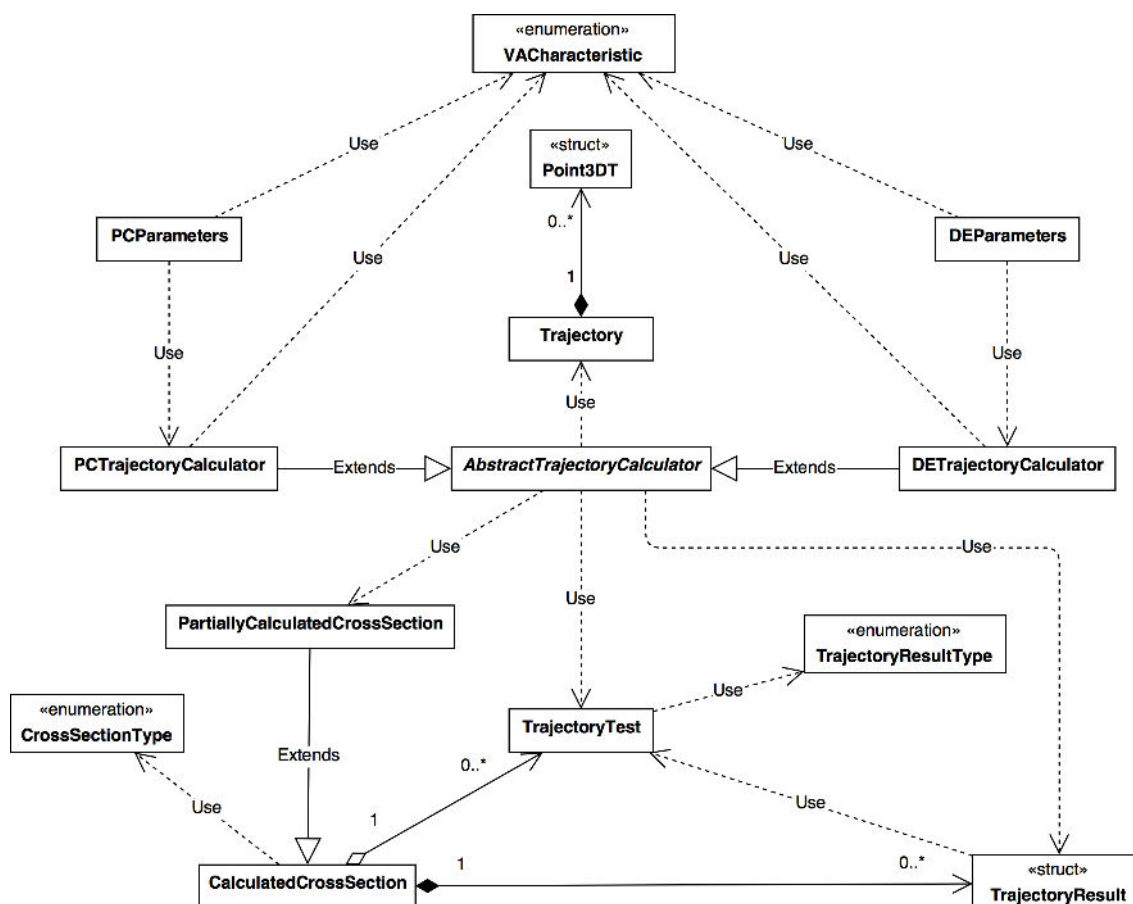 «enumeration»
VACharacteristic
Use
Use
«struct»
Point3DT
0..*
PCParameters
DEParameters
Use
Use
1
Trajectory
Use
Use
Use
PCTrajectoryCalculator
Extends
AbstractTrajectoryCalculator
Extends
DETrajectoryCalculator
Use
Use
Use
PartiallyCalculatedCrossSection
«enumeration»
TrajectoryResultType
Use
«enumeration»
CrossSectionType
TrajectoryTest
Extends
0..*
Use
Use
1
CalculatedCrossSection
1
0..*
«struct»
TrajectoryResult